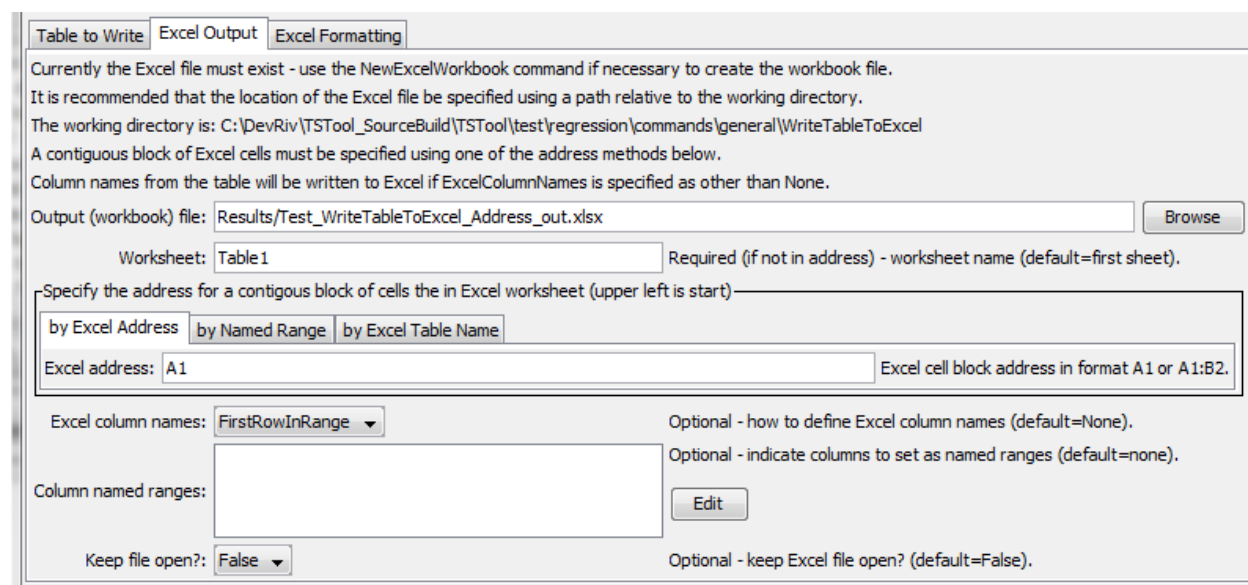 Table to Write Excel Output Excel Formatting
Currently the Excel file must exist - use the NewExcelWorkbook command if necessary to create the workbook file.
It is recommended that the location of the Excel file be specified using a path relative to the working directory.
The working directory is: C:\DevRiv\TSTool_SourceBuild\TSTool\test\regression\commands\general\WriteTableToExcel
A contiguous block of Excel cells must be specified using one of the address methods below.
Column names from the table will be written to Excel if ExcelColumnNames is specified as other than None.
Output (workbook) file: Results/Test_WriteTableToExcel_Address_out.xlsx Browse
Worksheet: Table1 Required (if not in address) - worksheet name (default=first sheet).
Specify the address for a contigous block of cells the in Excel worksheet (upper left is start)
by Excel Address by Named Range by Excel Table Name
Excel address: A1 Excel cell block address in format A1 or A1:B2.
Excel column names: FirstRowInRange Optional - how to define Excel column names (default=None).
Optional - indicate columns to set as named ranges (default=none).
Column named ranges: Edit
Keep file open?: False Optional - keep Excel file open? (default=False).